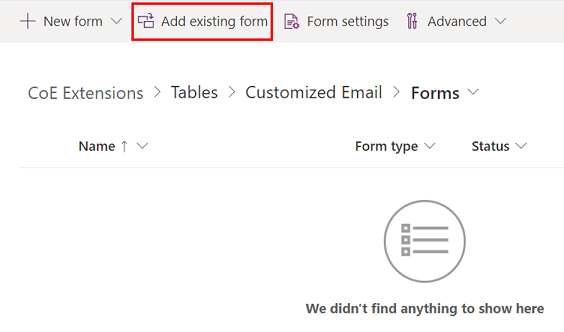 New form Add existing form Form settings Advanced
CoE Extensions > Tables > Customized Email > Forms
Name ↑ Form type Status
We didn't find anything to show here